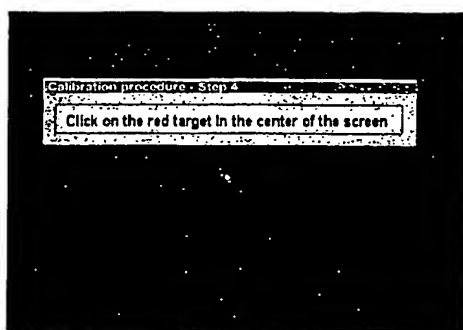 Calibration procedure - Step 4
Click on the red target in the center of the screen